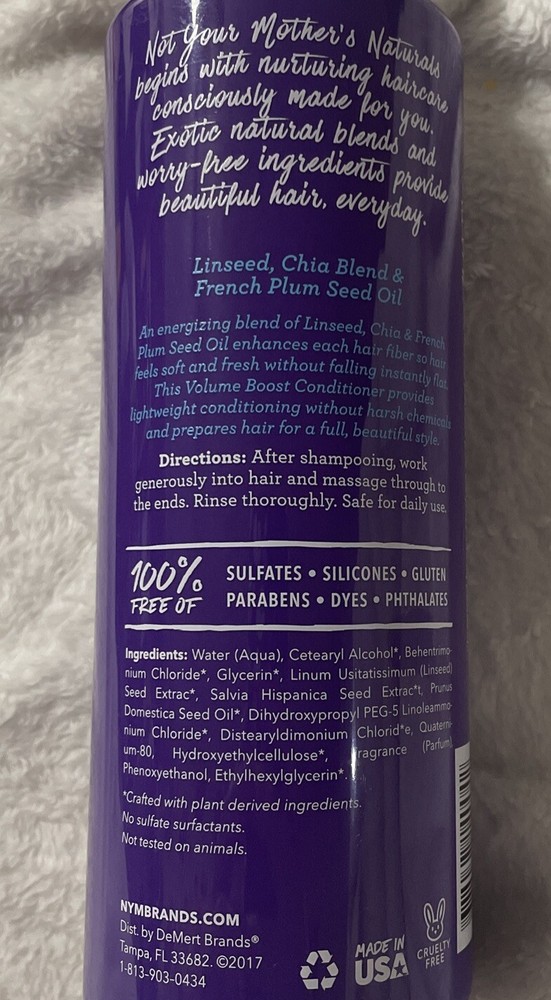 Not Your Mother's Naturals
begins with nurturing haircare
consciously made for you.
Exotic natural blends and
worry-free ingredients provide
beautiful hair, everyday.
Linseed, Chia Blend &
French Plum Seed Oil
An energizing blend of Linseed, Chia & French
Plum Seed Oil enhances each hair fiber so hair
feels soft and fresh without falling instantly flat.
This Volume Boost Conditioner provides
lightweight conditioning without harsh chemicals
and prepares hair for a full, beautiful style.
Directions: After shampooing, work
generously into hair and massage through to
the ends. Rinse thoroughly. Safe for daily use.
100% FREE OF
SULFATES • SILICONES • GLUTEN
PARABENS • DYES • PHTHALATES
Ingredients: Water (Aqua), Cetearyl Alcohol*, Behentrimo-
nium Chloride*, Glycerin*, Linum Usitatissimum (Linseed)
Seed Extrac*, Salvia Hispanica Seed Extrac*t, Prunus
Domestica Seed Oil*, Dihydroxypropyl PEG-5 Linoleammo-
nium Chloride*, Distearyldimonium Chlorid*e, Quaterni-
um-80, Hydroxyethylcellulose*, Fragrance (Parfum),
Phenoxyethanol, Ethylhexylglycerin*.
*Crafted with plant derived ingredients.
No sulfate surfactants.
Not tested on animals.
NYMBRANDS.COM
Dist. by DeMert Brands®
Tampa, FL 33682. ©2017
1-813-903-0434
MADE IN
USA
CRUELTY
FREE